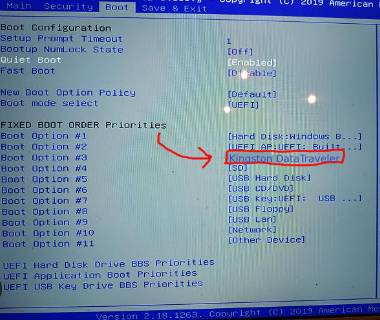 Main Security Boot Save & Exit
Copyright (C) 2019 American
Boot Configuration
Setup Prompt Timeout 1
Bootup NumLock State [Off]
Quiet Boot [Enabled]
Fast Boot [Disable]
New Boot Option Policy [Default]
Boot mode select [UEFI]
FIXED BOOT ORDER Priorities
Boot Option #1 [Hard Disk:Windows B...]
Boot Option #2 [UEFI AP:UEFI: Buil...]
Boot Option #3 Kingston DataTraveler
Boot Option #4 [SD]
Boot Option #5 [USB Hard Disk]
Boot Option #6 [USB CD/DVD]
Boot Option #7 [USB Key:UEFI: USB ...]
Boot Option #8 [USB Floppy]
Boot Option #9 [USB Lan]
Boot Option #10 [Network]
Boot Option #11 [Other Device]
UEFI Hard Disk Drive BBS Priorities
UEFI Application Boot Priorities
UEFI USB Key Drive BBS Priorities
Version 2.18.1263. Copyright (C) 2019 American M